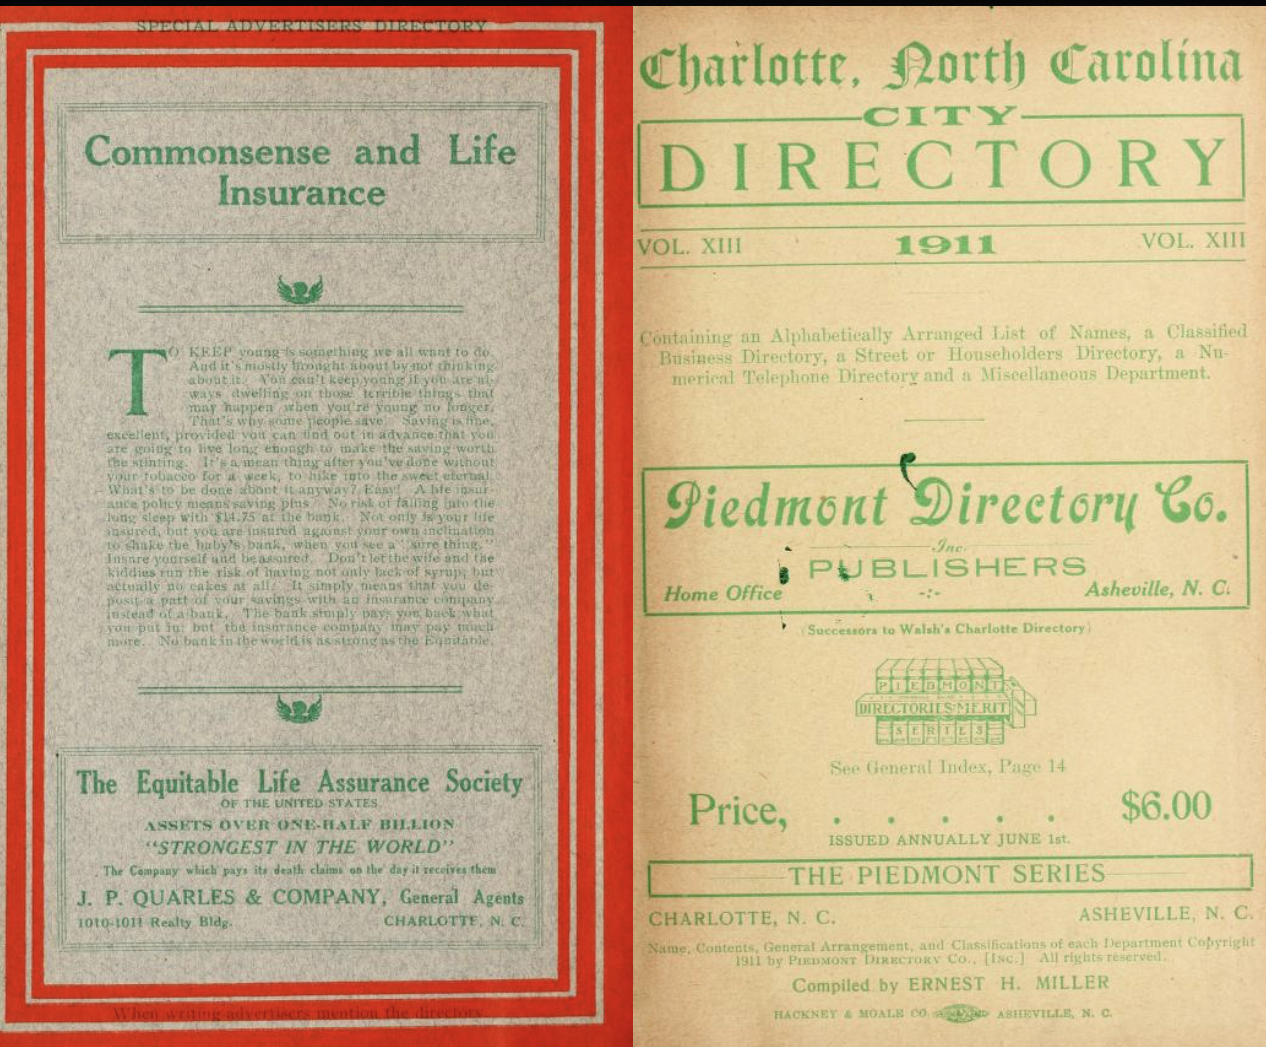 SPECIAL ADVERTISERS' DIRECTORY
Commonsense and Life
Insurance
TO KEEP young is something we all want to do.
And it's mostly brought about by not thinking
about it. You can't keep young if you are al-
ways dwelling on those terrible things that
may happen when you're young no longer.
That's why some people save. Saving is fine,
excellent, provided you can find out in advance that you
are going to live long enough to make the saving worth
the stinting. It's a mean thing after you've done without
your tobacco for a week, to hike into the sweet eternal.
What's to be done about it anyway? Easy! A life insur-
ance policy means saving plus. No risk of falling into the
long sleep with $14.75 at the bank. Not only is your life
insured, but you are insured against your own inclination
to shake the baby's bank, when you see a "sure thing."
Insure yourself and be assured. Don't let the wife and the
kiddies run the risk of having not only lack of syrup, but
actually no cakes at all. It simply means that you de-
posit a part of your savings with an insurance company
instead of a bank. The bank simply pays you back what
you put in; but the insurance company may pay much
more. No bank in the world is as strong as the Equitable.
The Equitable Life Assurance Society
OF THE UNITED STATES
ASSETS OVER ONE-HALF BILLION
"STRONGEST IN THE WORLD"
The Company which pays its death claims on the day it receives them
J. P. QUARLES & COMPANY, General Agents
1010-1011 Realty Bldg. CHARLOTTE, N. C.
When writing advertisers mention the directory
Charlotte, North Carolina
CITY
DIRECTORY
VOL. XIII 1911 VOL. XIII
Containing an Alphabetically Arranged List of Names, a Classified
Business Directory, a Street or Householders Directory, a Nu-
merical Telephone Directory and a Miscellaneous Department.
Piedmont Directory Co.
Inc.
PUBLISHERS
Home Office -:- Asheville, N. C.
(Successors to Walsh's Charlotte Directory)
PIEDMONT
DIRECTORIES MERIT
SERIES
See General Index, Page 14
Price, . . . . . $6.00
ISSUED ANNUALLY JUNE 1st.
THE PIEDMONT SERIES
CHARLOTTE, N. C. ASHEVILLE, N. C.
Name, Contents, General Arrangement, and Classifications of each Department Copyright
1911 by PIEDMONT DIRECTORY CO., [INC.] All rights reserved.
Compiled by ERNEST H. MILLER
HACKNEY & MOALE CO. ASHEVILLE, N. C.